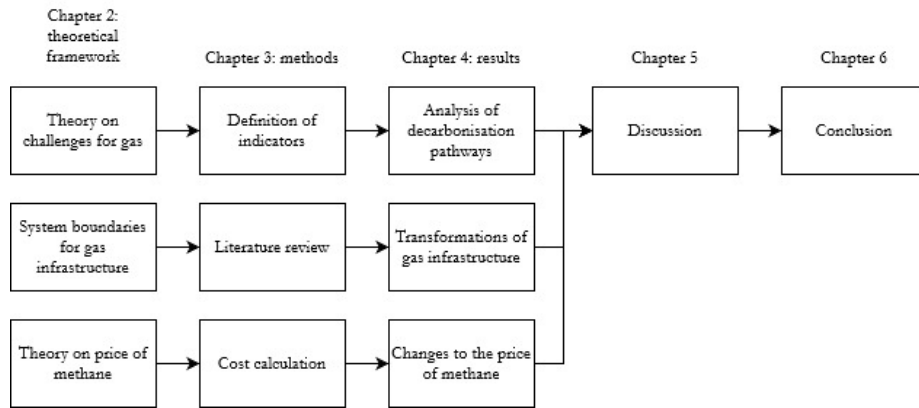 Chapter 2:
theoretical
framework
Chapter 3: methods
Chapter 4: results
Chapter 5
Chapter 6
Theory on
challenges for gas
Definition of
indicators
Analysis of
decarbonisation
pathways
Discussion
Conclusion
System boundaries
for gas
infrastructure
Literature review
Transformations of
gas infrastructure
Theory on price of
methane
Cost calculation
Changes to the price
of methane